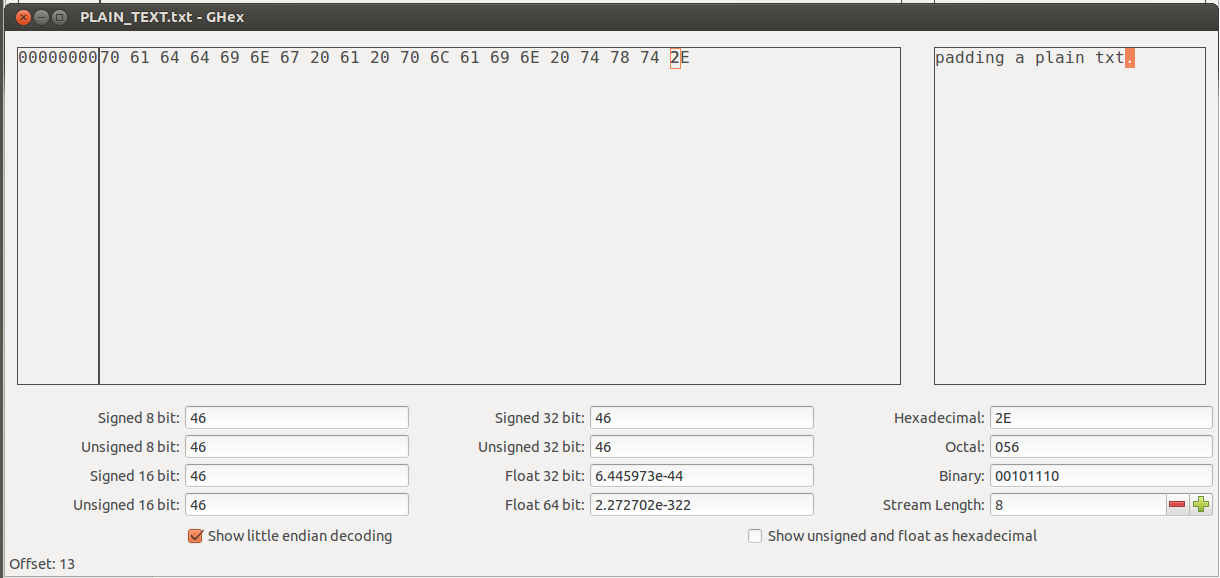 PLAIN_TEXT.txt - GHex
00000000 70 61 64 64 69 6E 67 20 61 20 70 6C 61 69 6E 20 74 78 74 2E padding a plain txt.
Signed 8 bit: 46 Signed 32 bit: 46 Hexadecimal: 2E
Unsigned 8 bit: 46 Unsigned 32 bit: 46 Octal: 056
Signed 16 bit: 46 Float 32 bit: 6.445973e-44 Binary: 00101110
Unsigned 16 bit: 46 Float 64 bit: 2.272702e-322 Stream Length: 8
Show little endian decoding Show unsigned and float as hexadecimal
Offset: 13